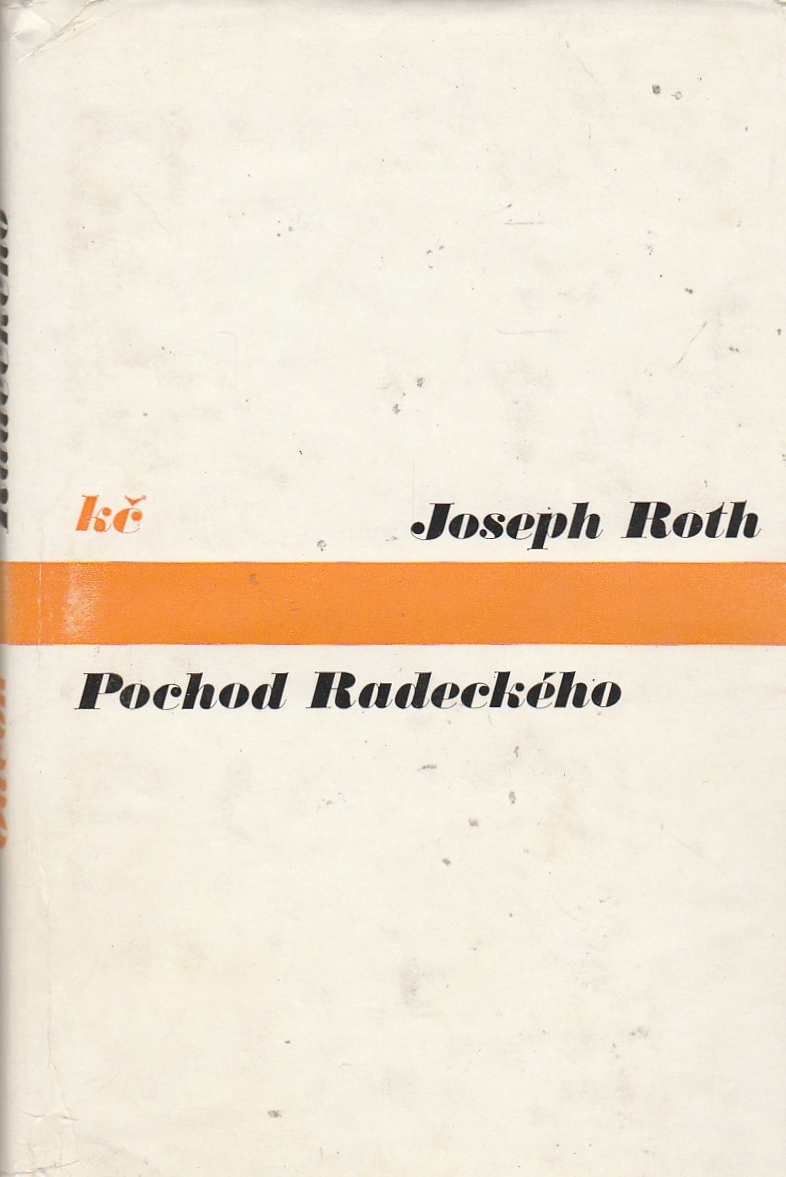 kč
Joseph Roth
Pochod Radeckého